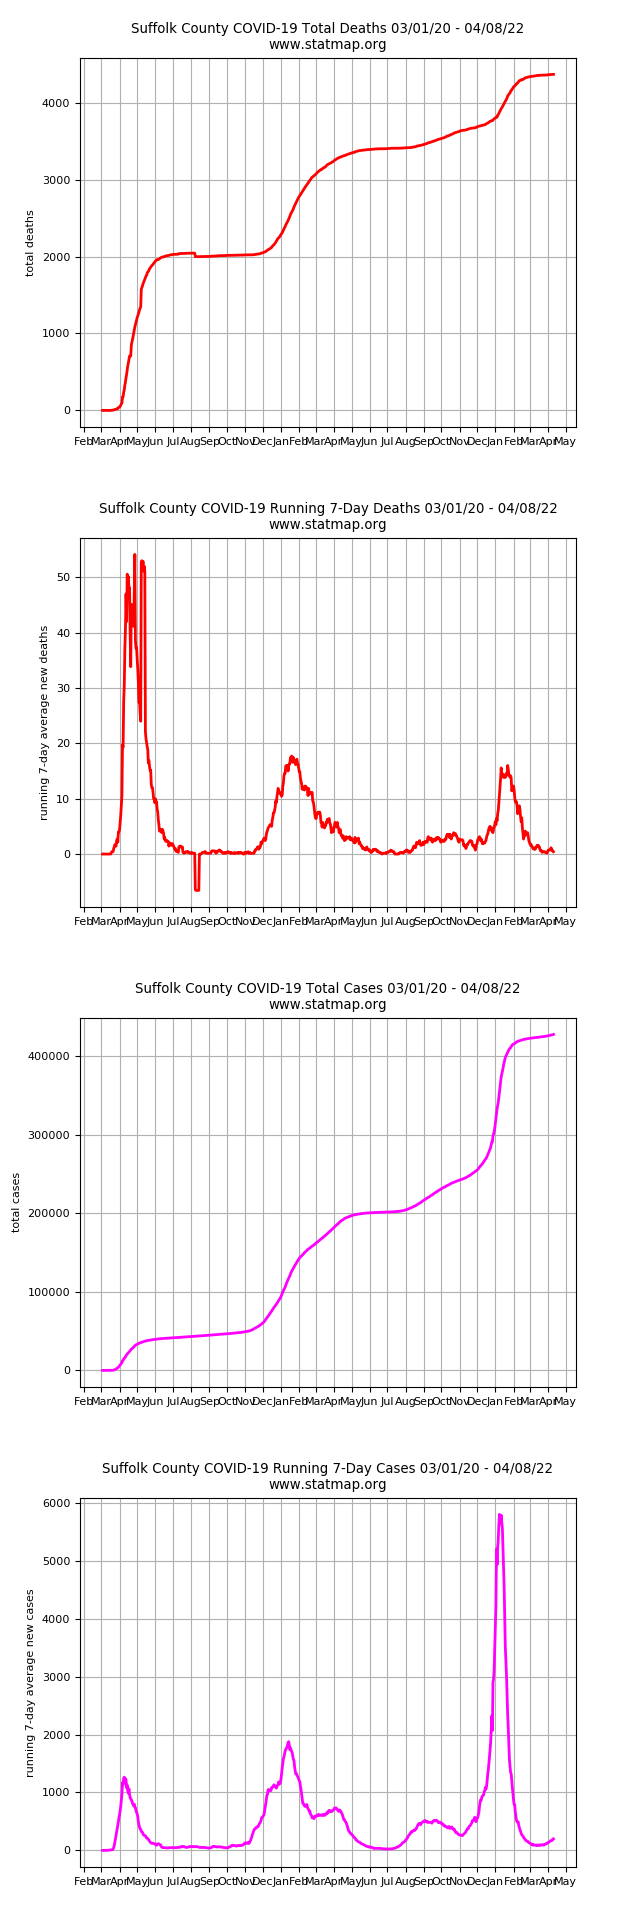 Suffolk County COVID-19 Total Deaths 03/01/20 - 04/08/22
www.statmap.org
4000
3000
2000
1000
0
total deaths
Feb Mar Apr May Jun Jul Aug Sep Oct Nov Dec Jan Feb Mar Apr May Jun Jul Aug Sep Oct Nov Dec Jan Feb Mar Apr May
Suffolk County COVID-19 Running 7-Day Deaths 03/01/20 - 04/08/22
www.statmap.org
50
40
30
20
10
0
running 7-day average new deaths
Feb Mar Apr May Jun Jul Aug Sep Oct Nov Dec Jan Feb Mar Apr May Jun Jul Aug Sep Oct Nov Dec Jan Feb Mar Apr May
Suffolk County COVID-19 Total Cases 03/01/20 - 04/08/22
www.statmap.org
400000
300000
200000
100000
0
total cases
Feb Mar Apr May Jun Jul Aug Sep Oct Nov Dec Jan Feb Mar Apr May Jun Jul Aug Sep Oct Nov Dec Jan Feb Mar Apr May
Suffolk County COVID-19 Running 7-Day Cases 03/01/20 - 04/08/22
www.statmap.org
6000
5000
4000
3000
2000
1000
0
running 7-day average new cases
Feb Mar Apr May Jun Jul Aug Sep Oct Nov Dec Jan Feb Mar Apr May Jun Jul Aug Sep Oct Nov Dec Jan Feb Mar Apr May